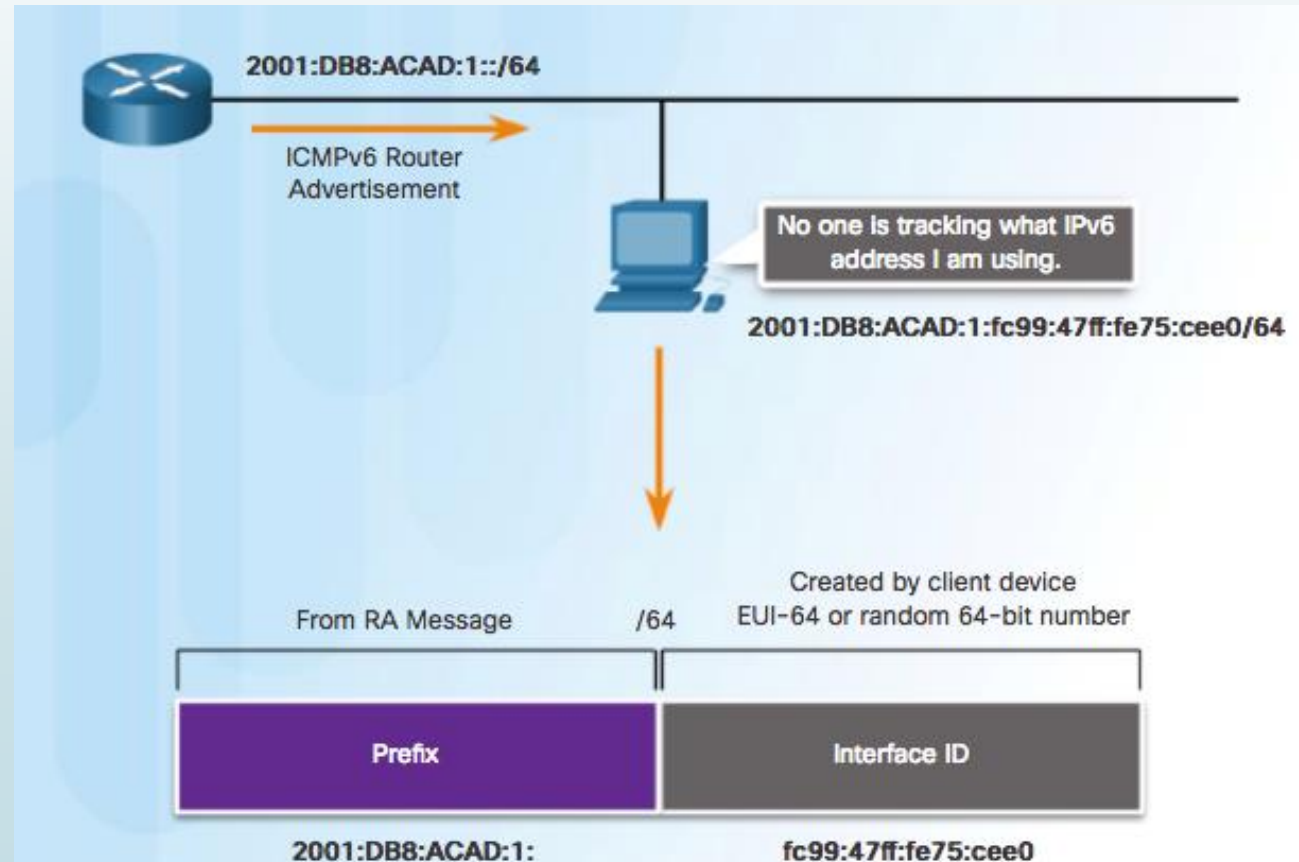 2001:DB8:ACAD:1::/64
ICMPv6 Router
Advertisement
No one is tracking what IPv6
address I am using.
2001:DB8:ACAD:1:fc99:47ff:fe75:cee0/64
Created by client device
From RA Message /64 EUI-64 or random 64-bit number
Prefix Interface ID
2001:DB8:ACAD:1: fc99:47ff:fe75:cee0